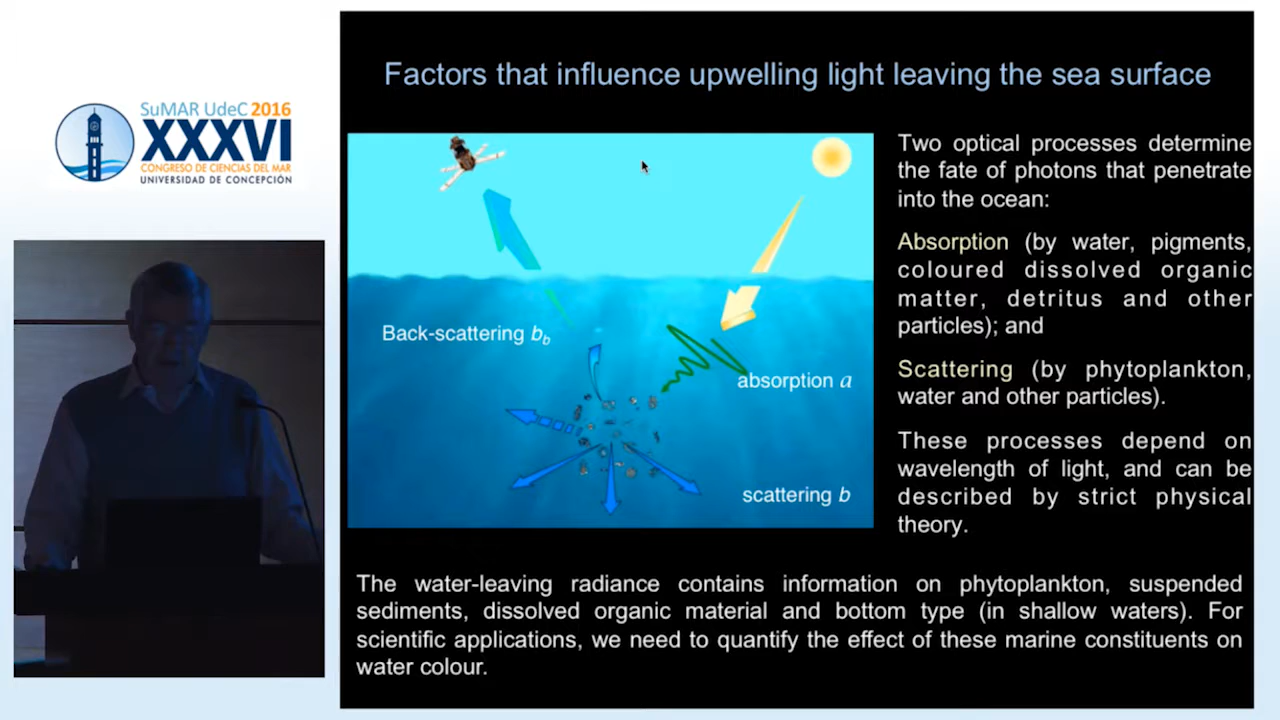 SuMAR UdeC 2016
XXXVI
CONGRESO DE CIENCIAS DEL MAR
UNIVERSIDAD DE CONCEPCIÓN
Factors that influence upwelling light leaving the sea surface
Back-scattering bb
absorption a
scattering b
Two optical processes determine
the fate of photons that penetrate
into the ocean:
Absorption (by water, pigments,
coloured dissolved organic
matter, detritus and other
particles); and
Scattering (by phytoplankton,
water and other particles).
These processes depend on
wavelength of light, and can be
described by strict physical
theory.
The water-leaving radiance contains information on phytoplankton, suspended
sediments, dissolved organic material and bottom type (in shallow waters). For
scientific applications, we need to quantify the effect of these marine constituents on
water colour.